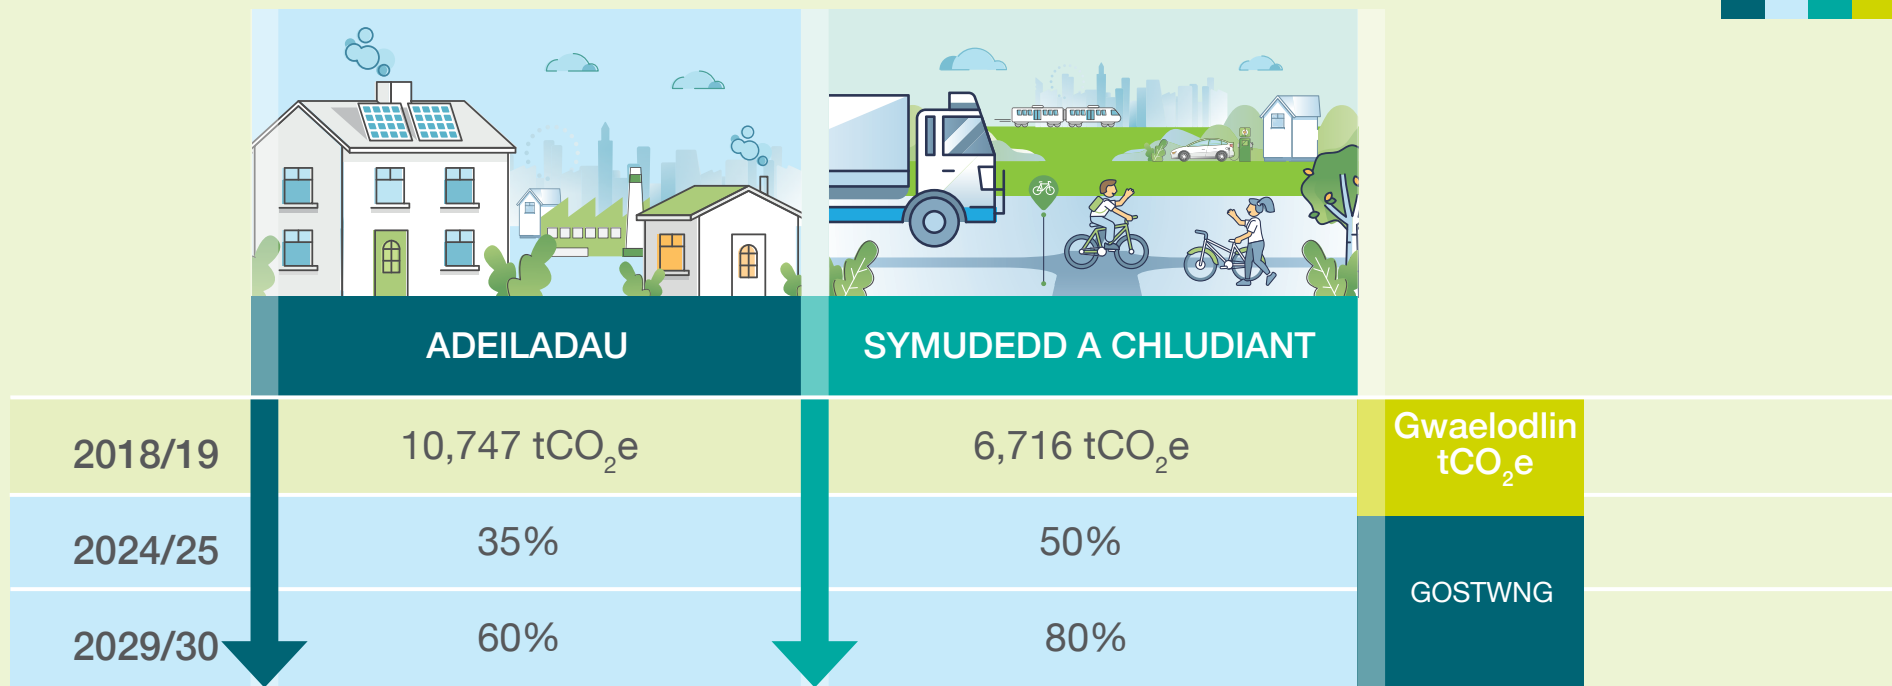 ADEILADAU
SYMUDEDD A CHLUDIANT
2018/19
10,747 tCO₂e
6,716 tCO₂e
Gwaelodlin
tCO₂e
2024/25
35%
50%
GOSTWNG
2029/30
60%
80%